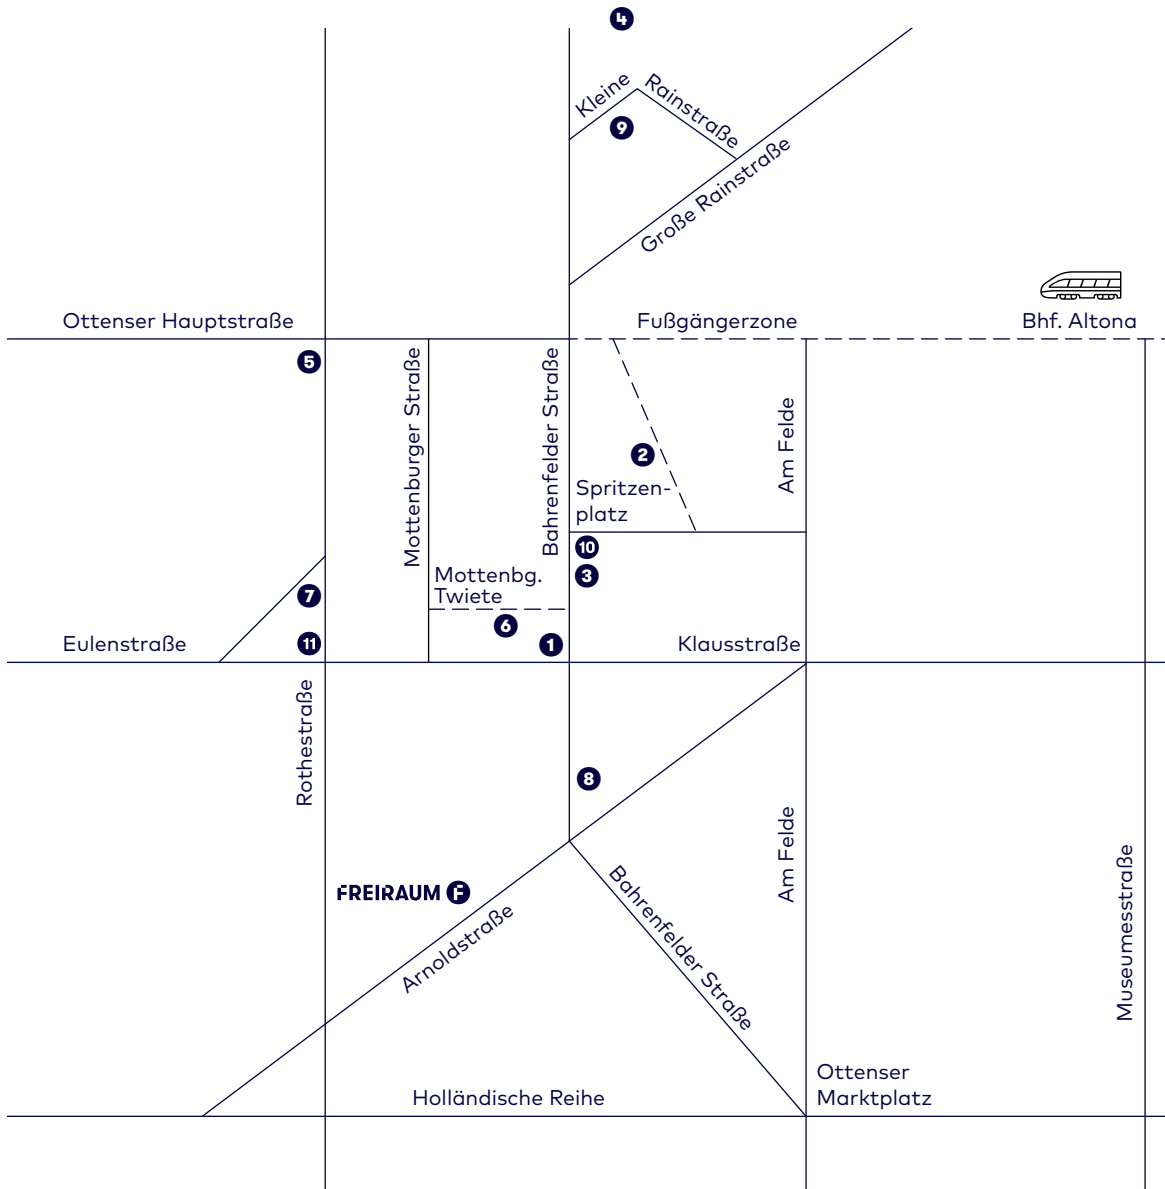 4
Kleine
Rainstraße
9
Große Rainstraße
Ottenser Hauptstraße
Fußgängerzone
Bhf. Altona
5
Mottenburger Straße
Bahrenfelder Straße
2
Am Felde
Spritzen-
platz
10
Mottenbg.
Twiete
3
7
6
Eulenstraße
11
1
Klausstraße
Rothestraße
8
Am Felde
Museumesstraße
FREIRAUM F
Bahrenfelder Straße
Arnoldstraße
Ottenser
Marktplatz
Holländische Reihe